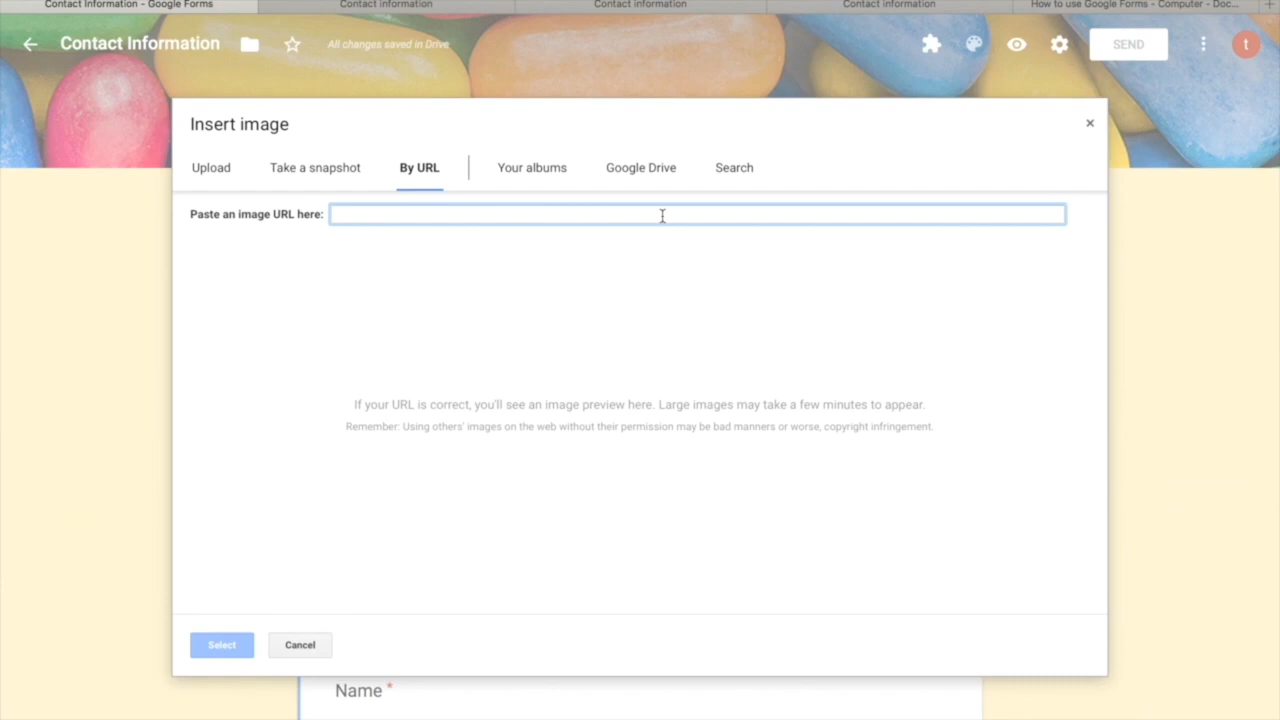 Contact Information - Google Forms
Contact information
Contact information
Contact information
How to use Google Forms - Computer - Doc...
Contact Information
All changes saved in Drive
SEND
t
Insert image
Upload
Take a snapshot
By URL
Your albums
Google Drive
Search
Paste an image URL here:
If your URL is correct, you'll see an image preview here. Large images may take a few minutes to appear.
Remember: Using others' images on the web without their permission may be bad manners or worse, copyright infringement.
Select
Cancel
Name *